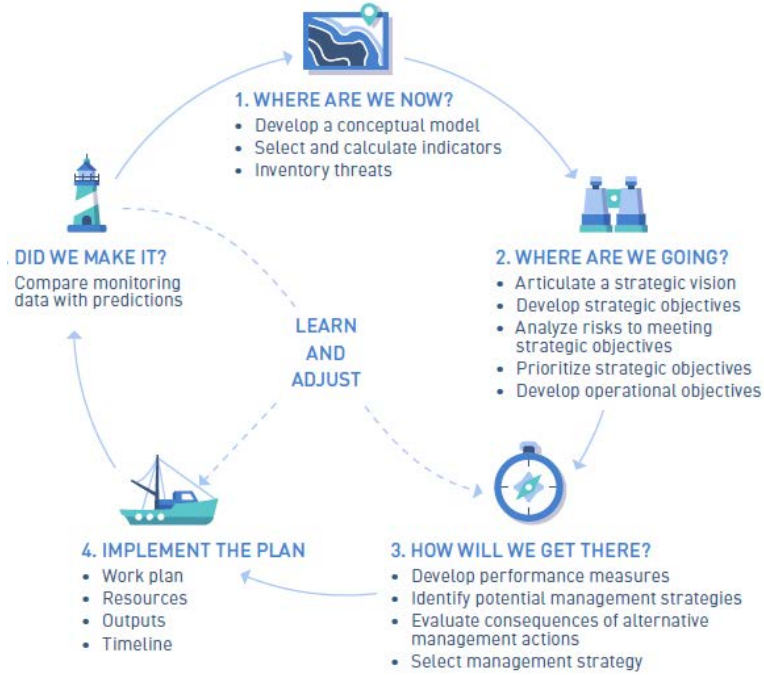 1. WHERE ARE WE NOW?
• Develop a conceptual model
• Select and calculate indicators
• Inventory threats
2. WHERE ARE WE GOING?
• Articulate a strategic vision
• Develop strategic objectives
• Analyze risks to meeting
strategic objectives
• Prioritize strategic objectives
• Develop operational objectives
3. HOW WILL WE GET THERE?
• Develop performance measures
• Identify potential management strategies
• Evaluate consequences of alternative
management actions
• Select management strategy
4. IMPLEMENT THE PLAN
• Work plan
• Resources
• Outputs
• Timeline
. DID WE MAKE IT?
Compare monitoring
data with predictions
LEARN
AND
ADJUST